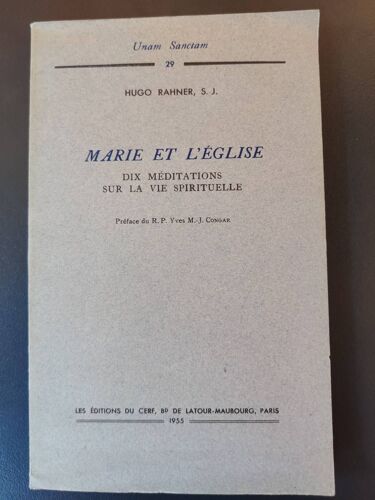 Unam Sanctam
29
HUGO RAHNER, S. J.
MARIE ET L'ÉGLISE
DIX MÉDITATIONS
SUR LA VIE SPIRITUELLE
Préface du R. P. Yves M.-J. CONGAR
LES ÉDITIONS DU CERF, BD DE LATOUR-MAUBOURG, PARIS
1955